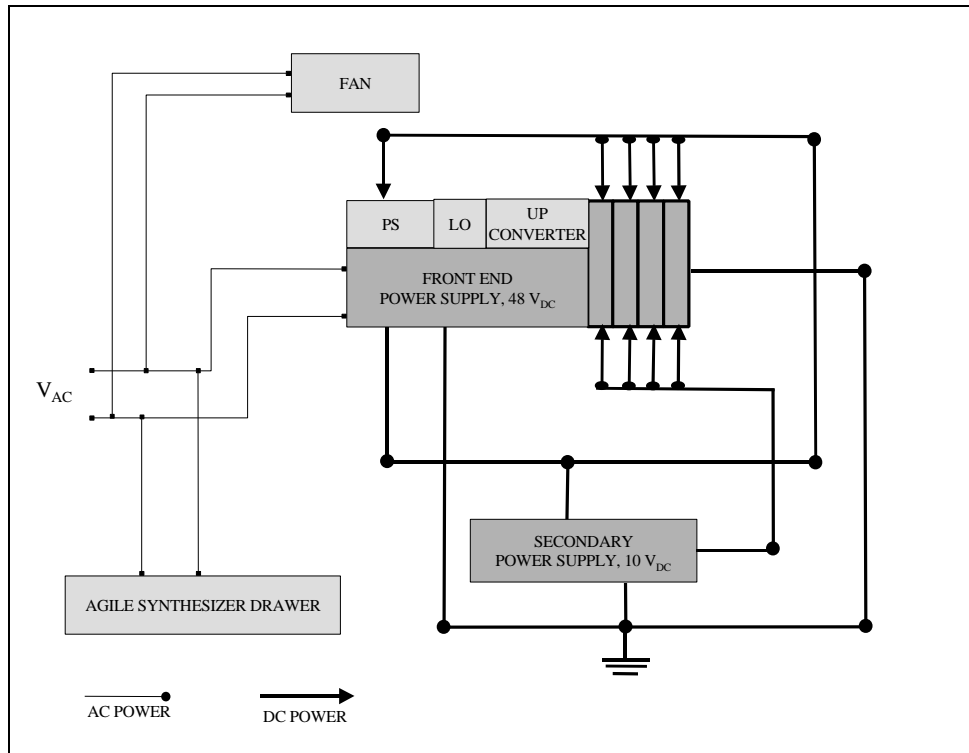 FAN
PS
LO
UP
CONVERTER
FRONT END
POWER SUPPLY, 48 VDC
VAC
SECONDARY
POWER SUPPLY, 10 VDC
AGILE SYNTHESIZER DRAWER
AC POWER
DC POWER